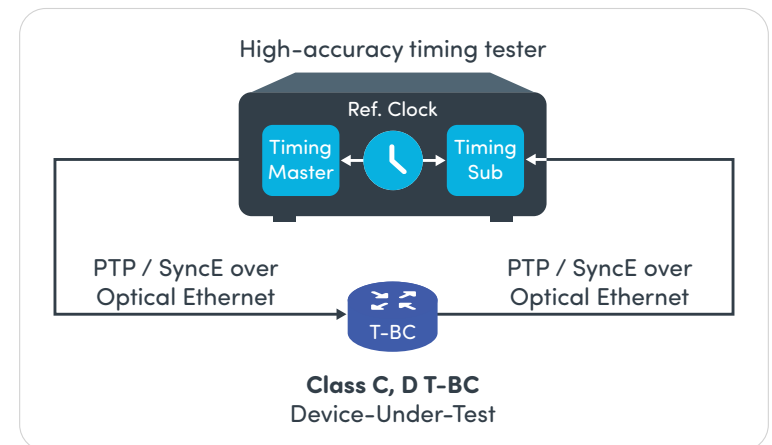 High-accuracy timing tester
Ref. Clock
Timing
Master
Timing
Sub
PTP / SyncE over
Optical Ethernet
PTP / SyncE over
Optical Ethernet
T-BC
Class C, D T-BC
Device-Under-Test